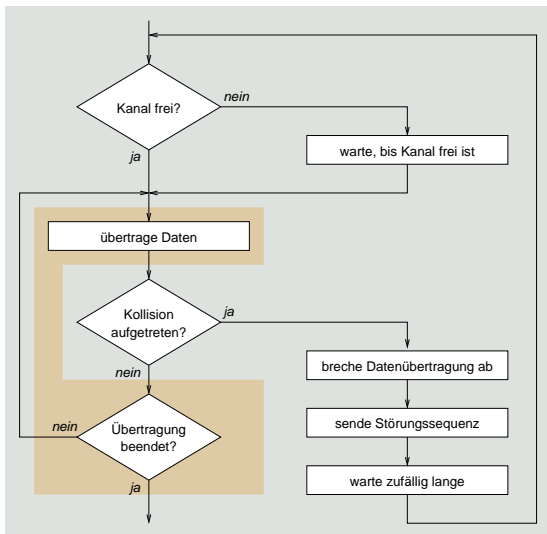 Kanal frei?
nein
ja
warte, bis Kanal frei ist
übertrage Daten
Kollision
aufgetreten?
ja
nein
breche Datenübertragung ab
nein
Übertragung
beendet?
sende Störungssequenz
ja
warte zufällig lange